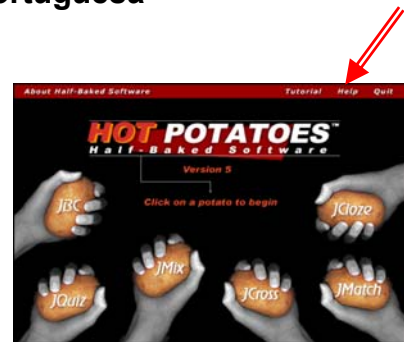 ortuguesa
About Half-Baked Software Tutorial Help Quit
HOT POTATOES™
Half-Baked Software
Version 5
Click on a potato to begin
JBC
JCloze
JQuiz
JMix
JCross
JMatch